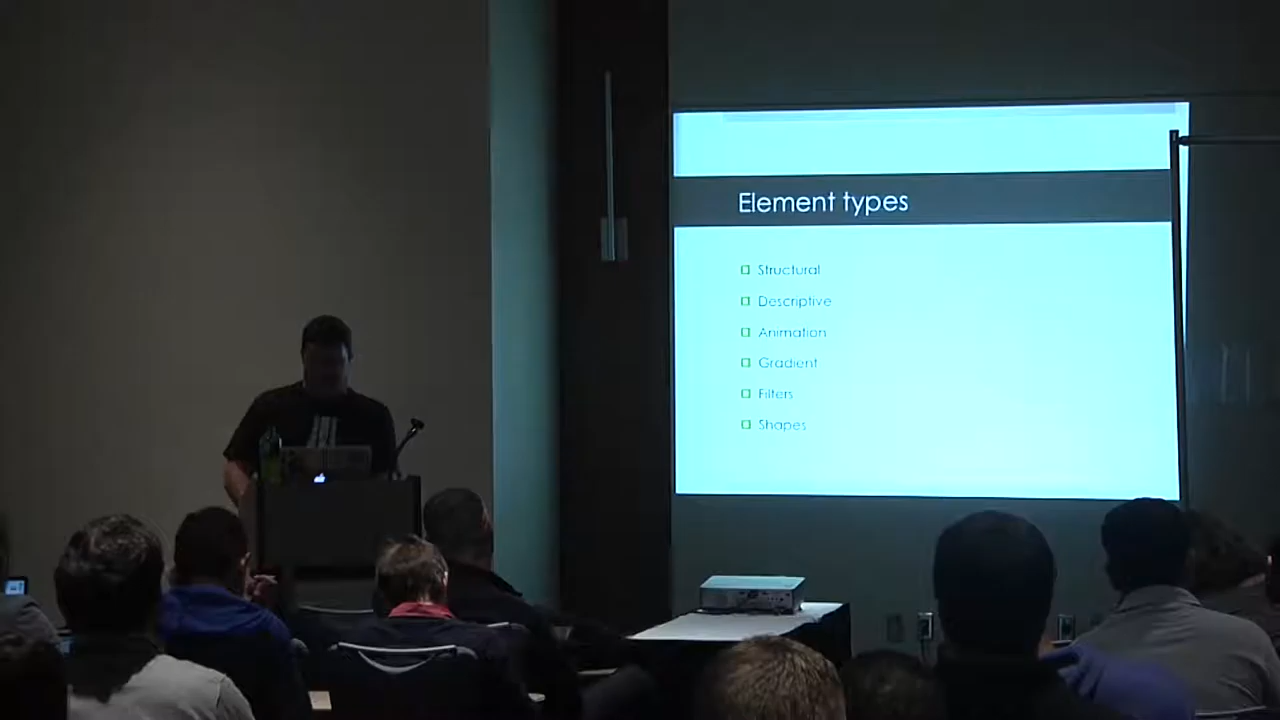 Element types
Structural
Descriptive
Animation
Gradient
Filters
Shapes